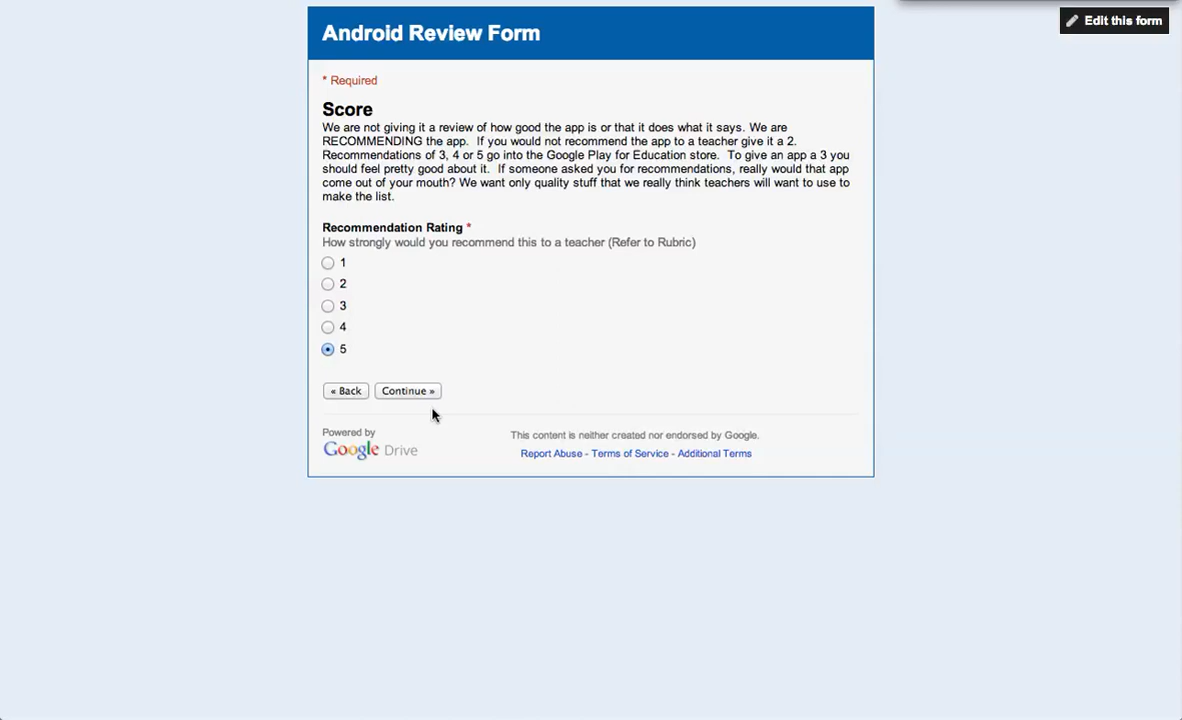 Edit this form
Android Review Form
* Required
Score
We are not giving it a review of how good the app is or that it does what it says. We are
RECOMMENDING the app.  If you would not recommend the app to a teacher give it a 2.
Recommendations of 3, 4 or 5 go into the Google Play for Education store.  To give an app a 3 you
should feel pretty good about it.  If someone asked you for recommendations, really would that app
come out of your mouth? We want only quality stuff that we really think teachers will want to use to
make the list.
Recommendation Rating *
How strongly would you recommend this to a teacher (Refer to Rubric)
1
2
3
4
5
« Back Continue »
Powered by
Google Drive
This content is neither created nor endorsed by Google.
Report Abuse - Terms of Service - Additional Terms